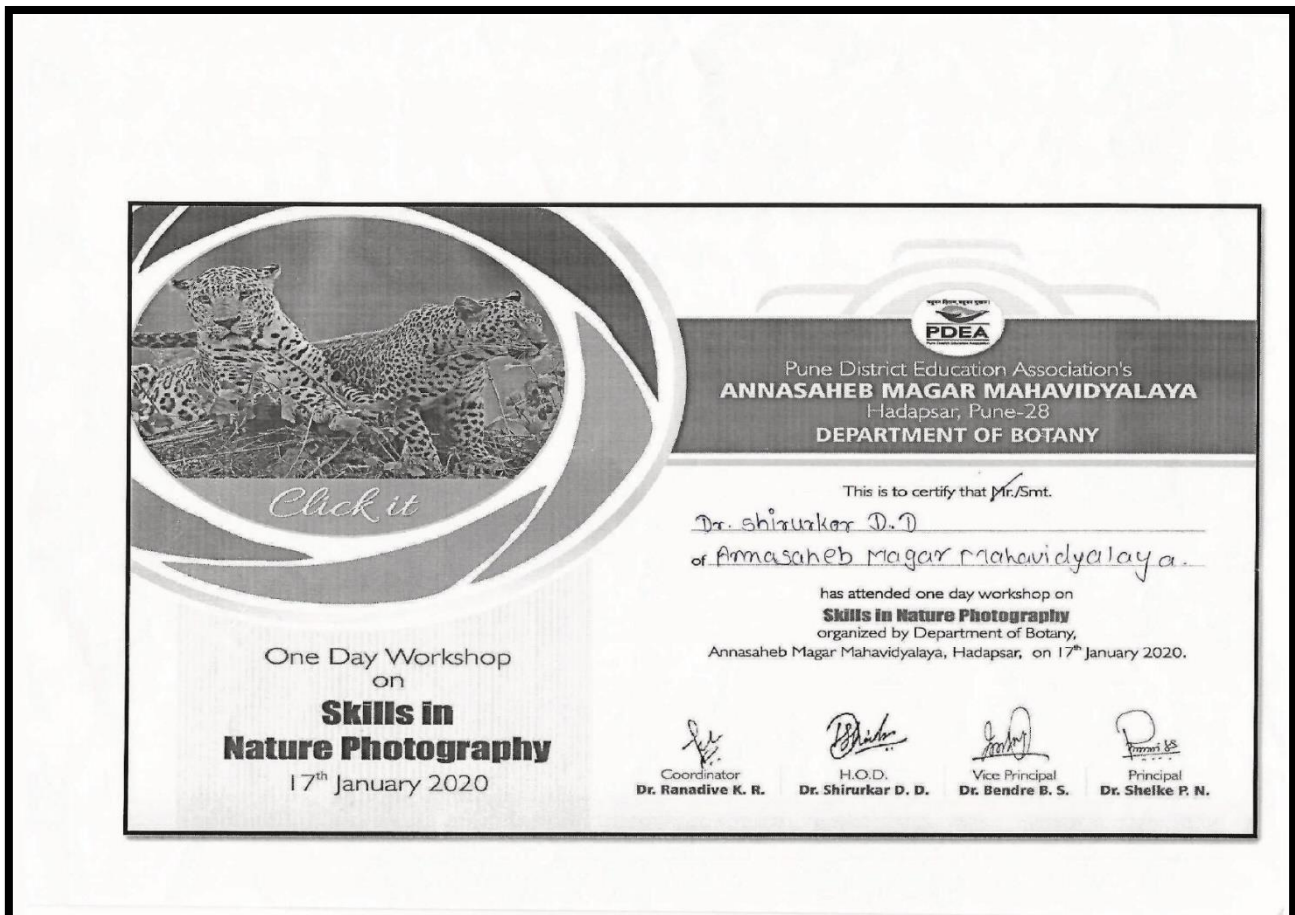 Click it
One Day Workshop
on
Skills in
Nature Photography
17th January 2020
PDEA
Pune District Education Association's
ANNASAHEB MAGAR MAHAVIDYALAYA
Hadapsar, Pune-28
DEPARTMENT OF BOTANY
This is to certify that Mr./Smt.
Dr. Shirurkar D.D
of Annasaheb Magar Mahavidyalaya.
has attended one day workshop on
Skills in Nature Photography
organized by Department of Botany,
Annasaheb Magar Mahavidyalaya, Hadapsar, on 17th January 2020.
Coordinator
Dr. Ranadive K. R.
H.O.D.
Dr. Shirurkar D. D.
Vice Principal
Dr. Bendre B. S.
Principal
Dr. Shelke P. N.